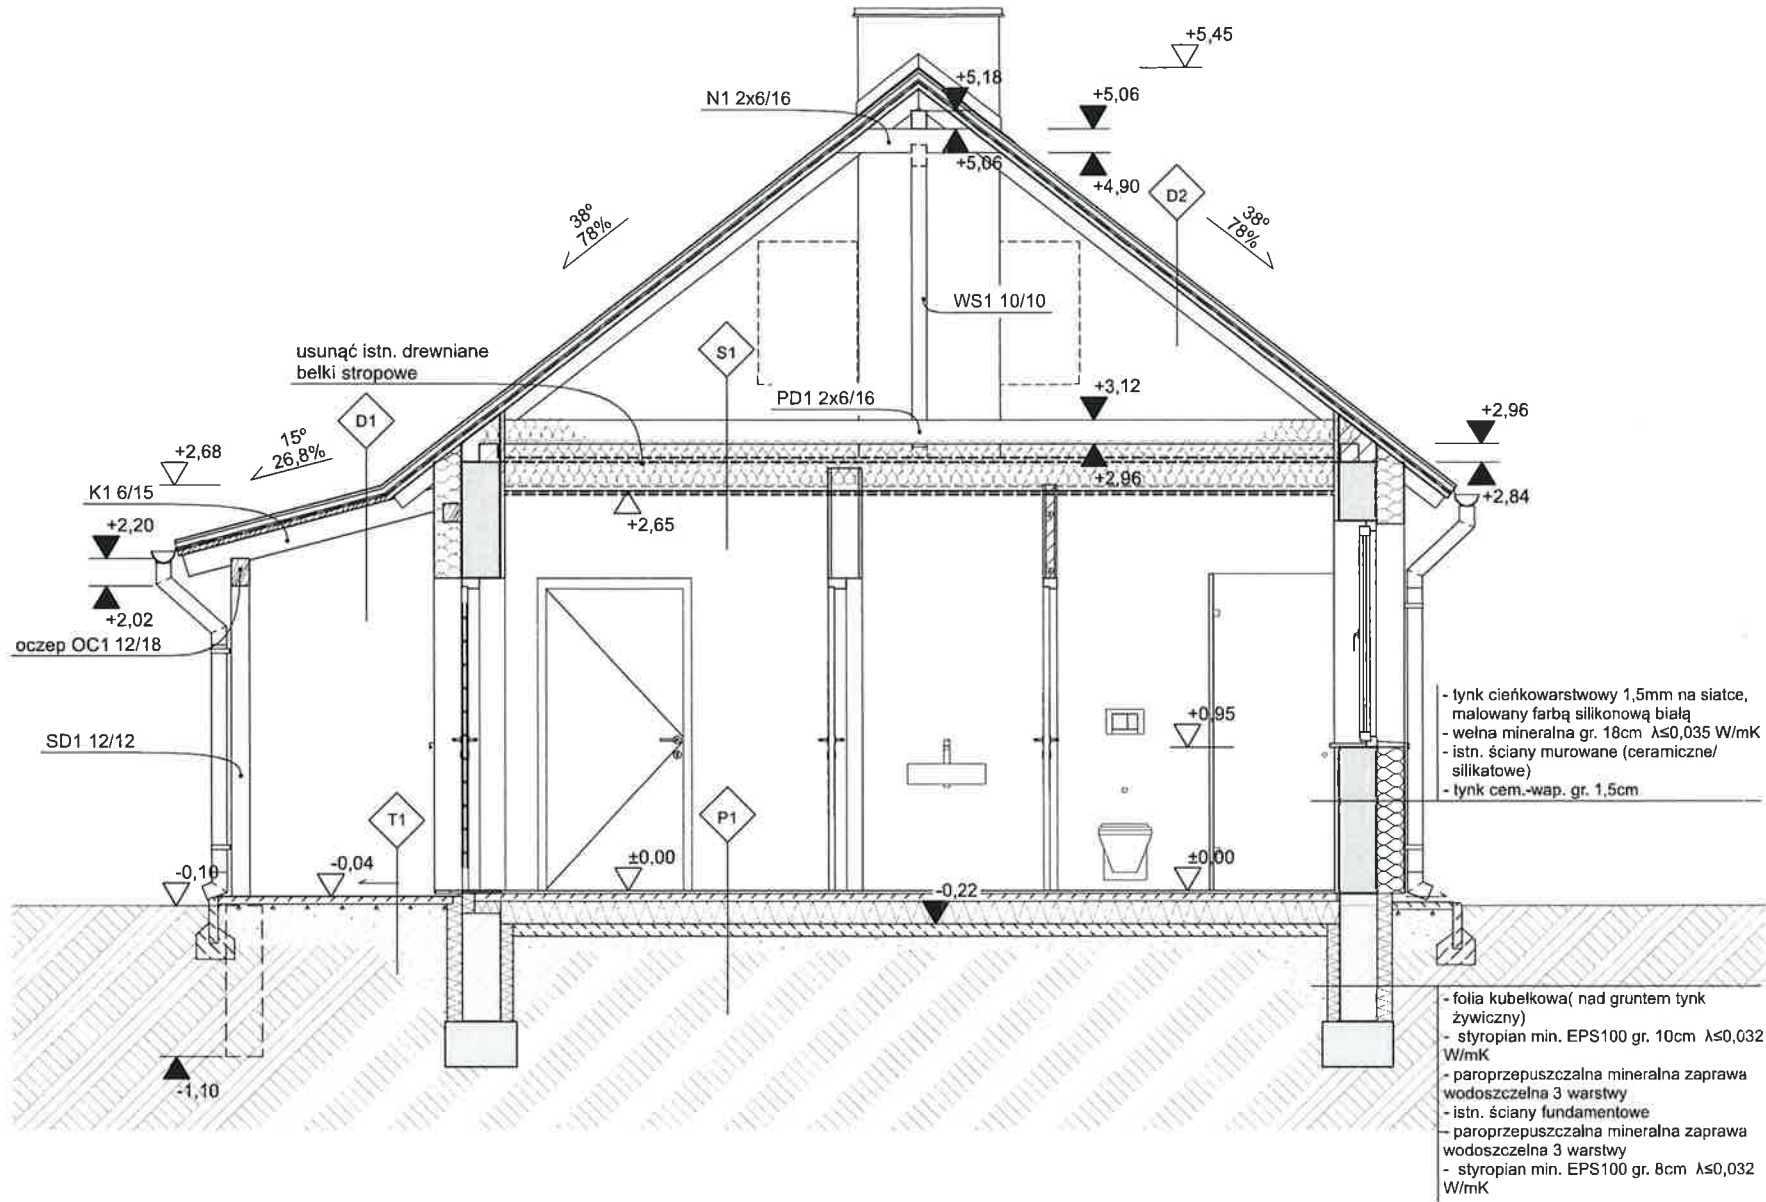 +5,45
+5,18
N1 2x6/16
+5,06
+5,06
+4,90
D2
38º
78%
38º
78%
WS1 10/10
usunąć istn. drewniane
belki stropowe
S1
PD1 2x6/16
+3,12
+2,96
D1
15º
26,8%
+2,68
K1 6/15
+2,96
+2,84
+2,65
+2,20
+2,02
oczep OC1 12/18
SD1 12/12
+0,95
- tynk cieńkowarstwowy 1,5mm na siatce,
malowany farbą silikonową białą
- wełna mineralna gr. 18cm λ≤0,035 W/mK
- istn. ściany murowane (ceramiczne/
silikatowe)
- tynk cem.-wap. gr. 1,5cm
T1
P1
-0,10
-0,04
±0.00
-0,22
±0,00
-1,10
- folia kubełkowa( nad gruntem tynk
żywiczny)
- styropian min. EPS100 gr. 10cm λ≤0,032
W/mK
- paroprzepuszczalna mineralna zaprawa
wodoszczelna 3 warstwy
- istn. ściany fundamentowe
- paroprzepuszczalna mineralna zaprawa
wodoszczelna 3 warstwy
- styropian min. EPS100 gr. 8cm λ≤0,032
W/mK